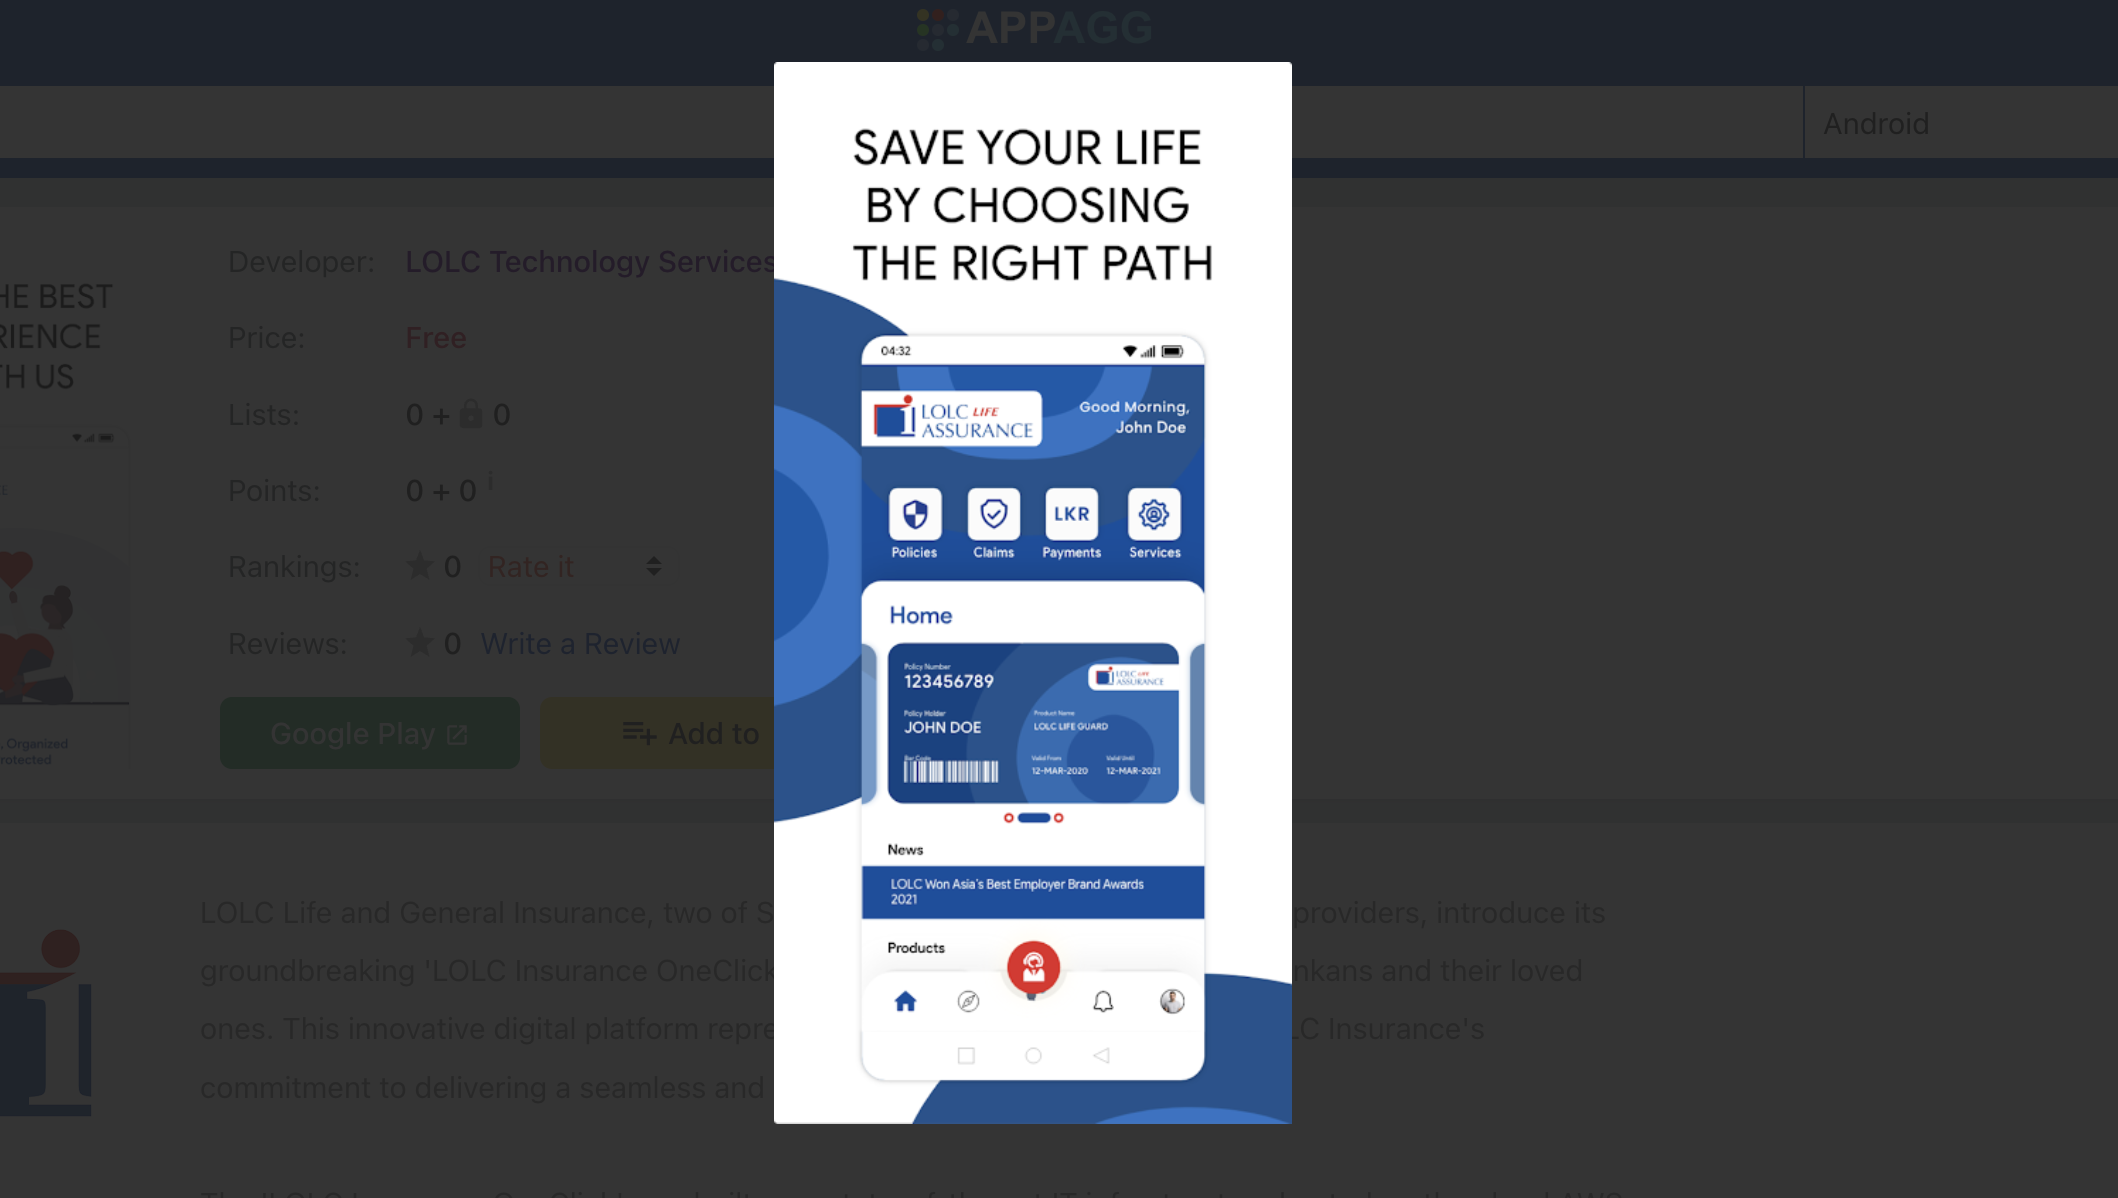 APPAGG
Android
SAVE YOUR LIFE
BY CHOOSING
THE RIGHT PATH
Developer: LOLC Technology Services
Price: Free
Lists: 0 + 0
Points: 0 + 0 i
Rankings: 0 Rate it
Reviews: 0 Write a Review
Google Play
Add to
HE BEST
RIENCE
TH US
, Organized
rotected
04:32
LOLC LIFE
ASSURANCE
Good Morning,
John Doe
LKR
Policies Claims Payments Services
Home
Policy Number
123456789
LOLC LIFE
ASSURANCE
Policy Holder
JOHN DOE
Product Name
LOLC LIFE GUARD
Bar Code
Valid From
12-MAR-2020
Valid Until
12-MAR-2021
News
LOLC Won Asia's Best Employer Brand Awards
2021
Products
LOLC Life and General Insurance, two of S providers, introduce its
groundbreaking 'LOLC Insurance OneClick nkans and their loved
ones. This innovative digital platform repre LC Insurance's
commitment to delivering a seamless and